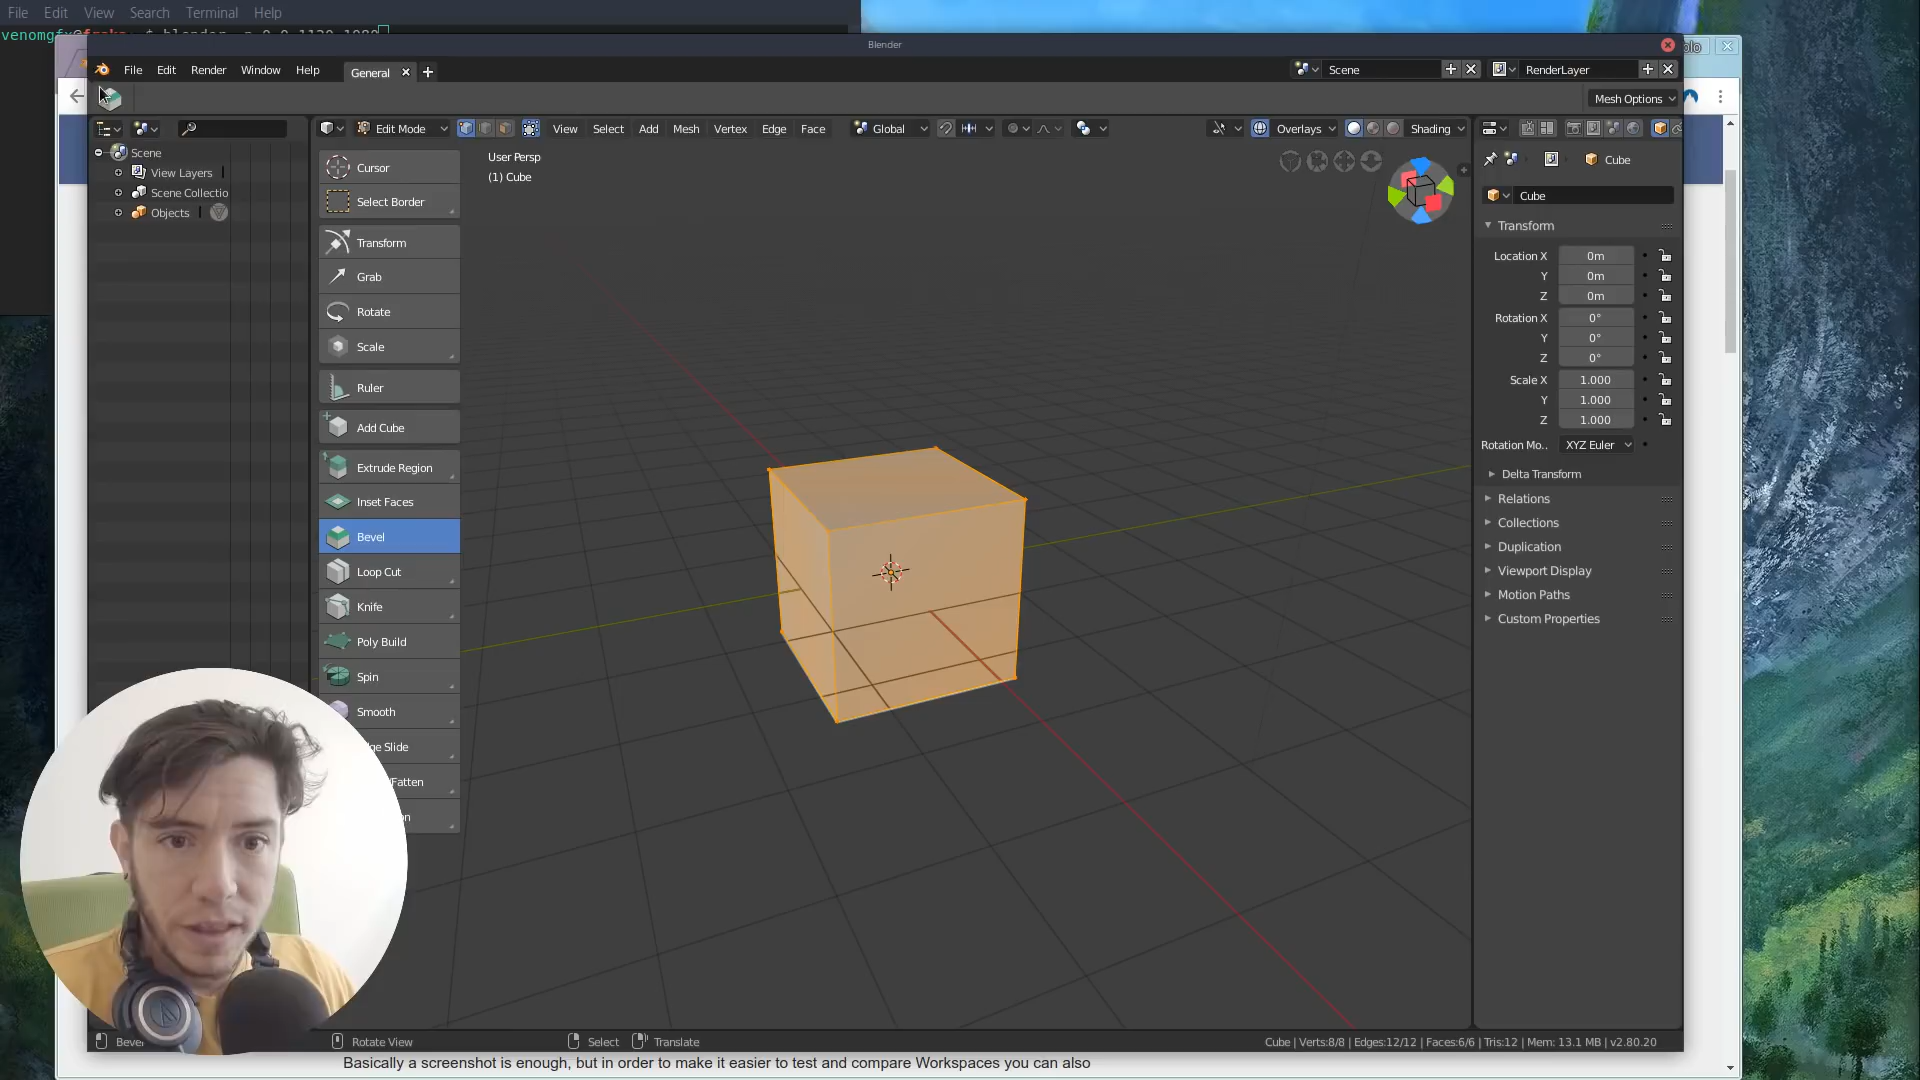 File Edit View Search Terminal Help
Blender
File Edit Render Window Help General Scene RenderLayer
Mesh Options
Edit Mode View Select Add Mesh Vertex Edge Face Global Overlays Shading
Scene
View Layers
Scene Collectio
Objects
Cursor
Select Border
Transform
Grab
Rotate
Scale
Ruler
Add Cube
Extrude Region
Inset Faces
Bevel
Loop Cut
Knife
Poly Build
Spin
Smooth
ge Slide
/Fatten
on
User Persp
(1) Cube
Cube
Cube
Transform
Location X 0m
Y 0m
Z 0m
Rotation X 0°
Y 0°
Z 0°
Scale X 1.000
Y 1.000
Z 1.000
Rotation Mo.. XYZ Euler
Delta Transform
Relations
Collections
Duplication
Viewport Display
Motion Paths
Custom Properties
Beve Rotate View Select Translate Cube | Verts:8/8 | Edges:12/12 | Faces:6/6 | Tris:12 | Mem: 13.1 MB | v2.80.20
Basically a screenshot is enough, but in order to make it easier to test and compare Workspaces you can also